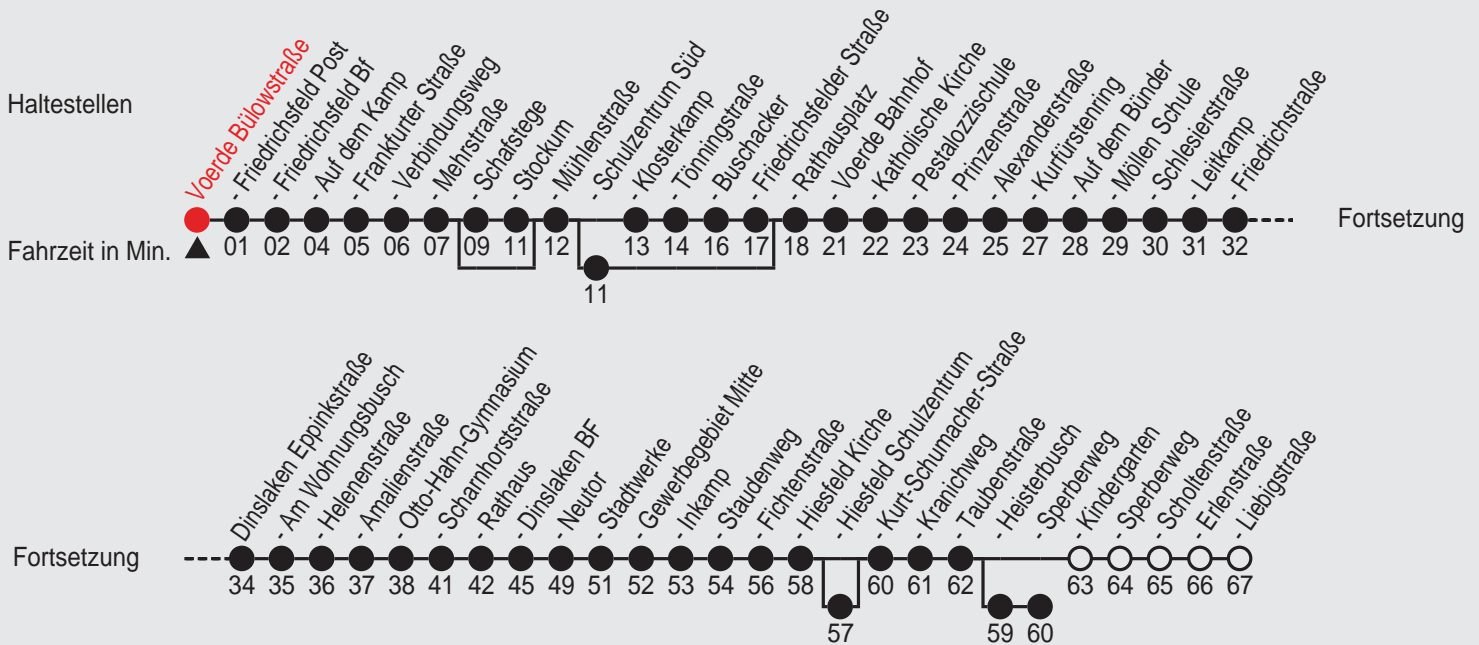 Haltestellen
Voerde Bülowstraße
- Friedrichsfeld Post
- Friedrichsfeld Bf
- Auf dem Kamp
- Frankfurter Straße
- Verbindungsweg
- Mehrstraße
- Schafstege
- Stockum
- Mühlenstraße
- Schulzentrum Süd
- Klosterkamp
- Tönningstraße
- Buschacker
- Friedrichsfelder Straße
- Rathausplatz
- Voerde Bahnhof
- Katholische Kirche
- Pestalozzischule
- Prinzenstraße
- Alexanderstraße
- Kurfürstenring
- Auf dem Bünder
- Möllen Schule
- Schlesierstraße
- Leitkamp
- Friedrichstraße
Fortsetzung
Fahrzeit in Min. 01 02 04 05 06 07 09 11 12 13 14 16 17 18 21 22 23 24 25 27 28 29 30 31 32
11
Dinslaken Eppinkstraße
- Am Wohnungsbusch
- Helenenstraße
- Amalienstraße
- Otto-Hahn-Gymnasium
- Scharnhorststraße
- Rathaus
- Dinslaken BF
- Neutor
- Stadtwerke
- Gewerbegebiet Mitte
- Inkamp
- Staudenweg
- Fichtenstraße
- Hiesfeld Kirche
- Hiesfeld Schulzentrum
- Kurt-Schumacher-Straße
- Kranichweg
- Taubenstraße
- Heisterbusch
- Sperberweg
- Kindergarten
- Sperberweg
- Scholtenstraße
- Erlenstraße
- Liebigstraße
Fortsetzung
34 35 36 37 38 41 42 45 49 51 52 53 54 56 58 60 61 62 63 64 65 66 67
57 59 60